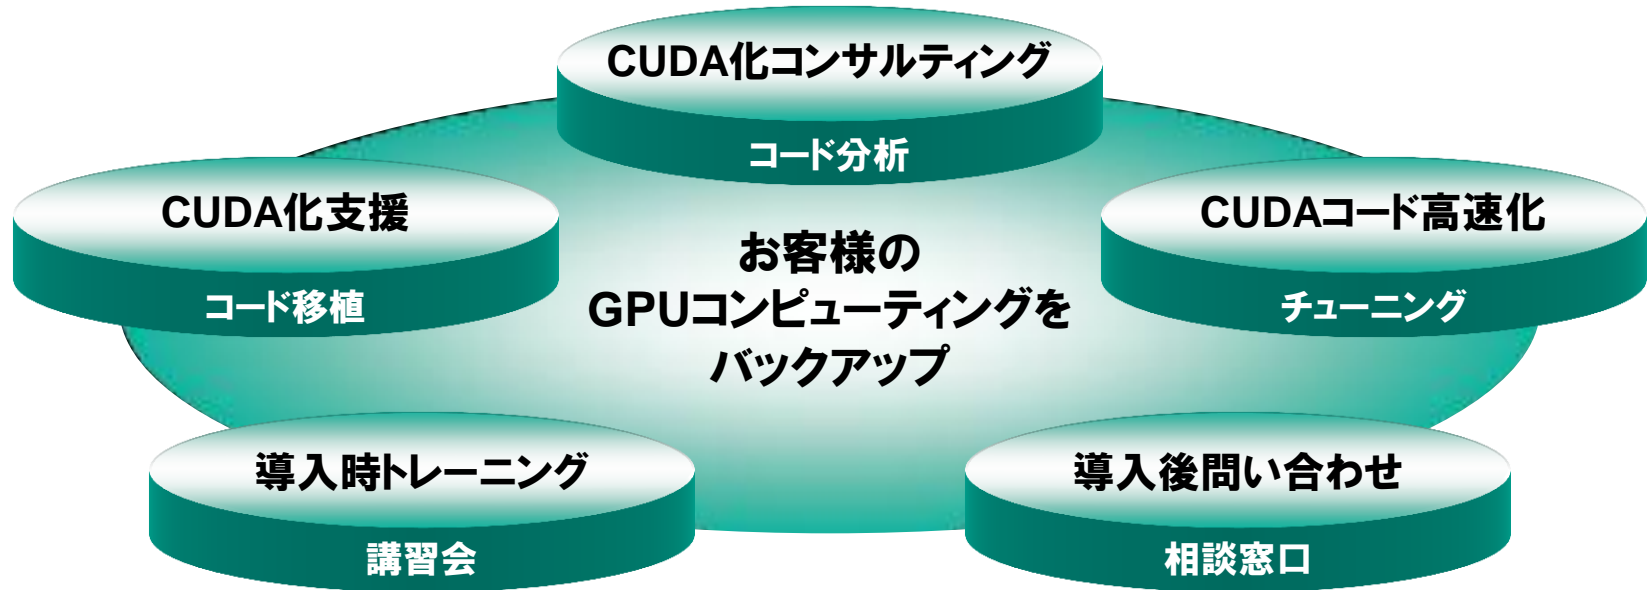 CUDA化コンサルティング
コード分析
CUDA化支援
コード移植
CUDAコード高速化
チューニング
お客様の
GPUコンピューティングを
バックアップ
導入時トレーニング
講習会
導入後問い合わせ
相談窓口